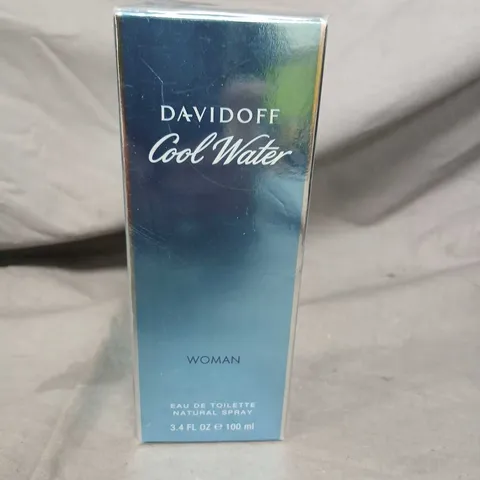 DAVIDOFF
Cool Water
WOMAN
EAU DE TOILETTE
NATURAL SPRAY
3.4 FL OZ ℮ 100 ml